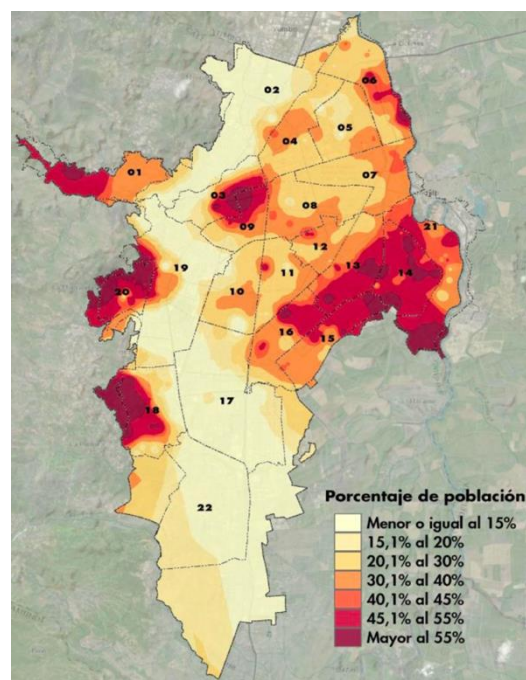 02
06
04
05
01
07
03
08
09
21
12
19
13
14
11
20
10
16
15
18
17
22
Porcentaje de población
Menor o igual al 15%
15,1% al 20%
20,1% al 30%
30,1% al 40%
40,1% al 45%
45,1% al 55%
Mayor al 55%